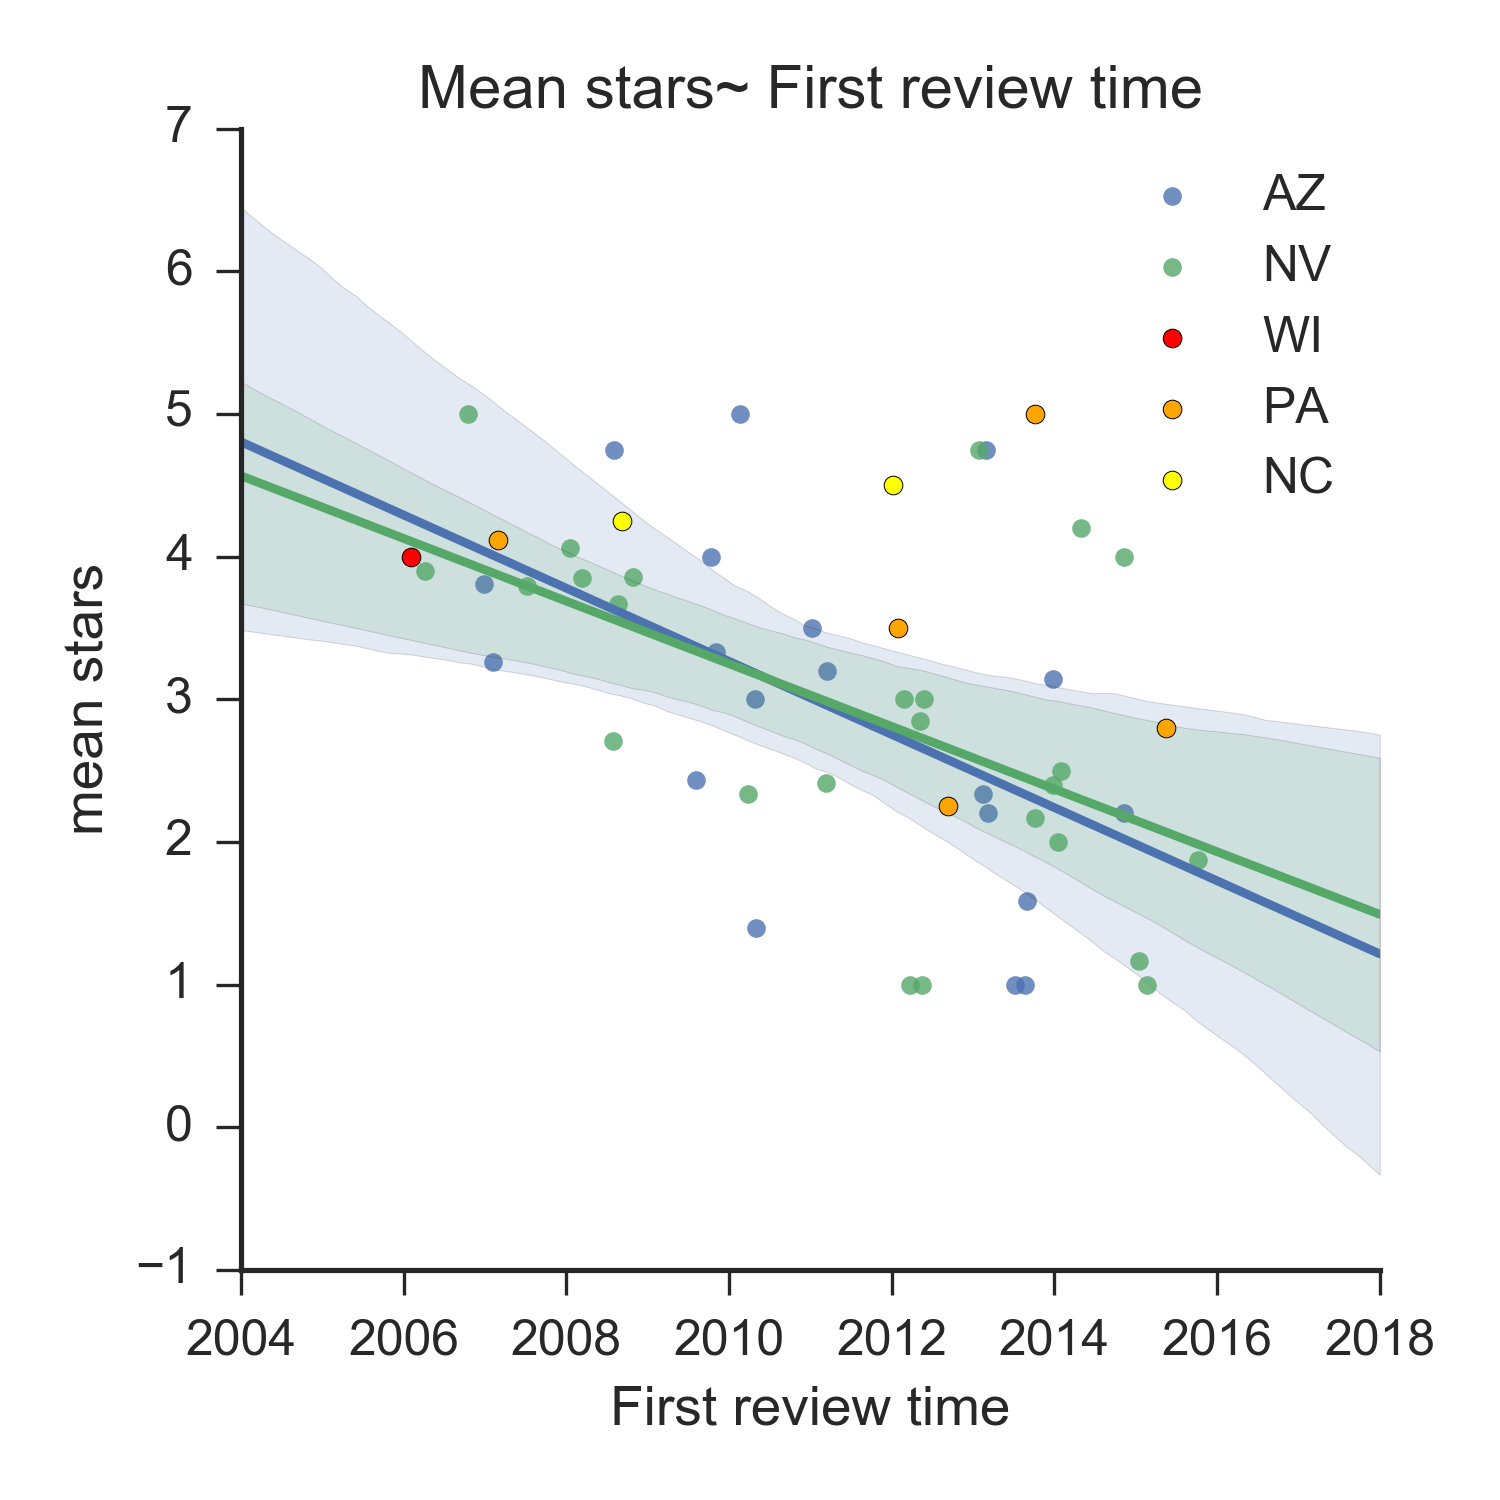 Mean stars~ First review time
7
6
5
4
3
2
1
0
−1
mean stars
AZ
NV
WI
PA
NC
2004 2006 2008 2010 2012 2014 2016 2018
First review time